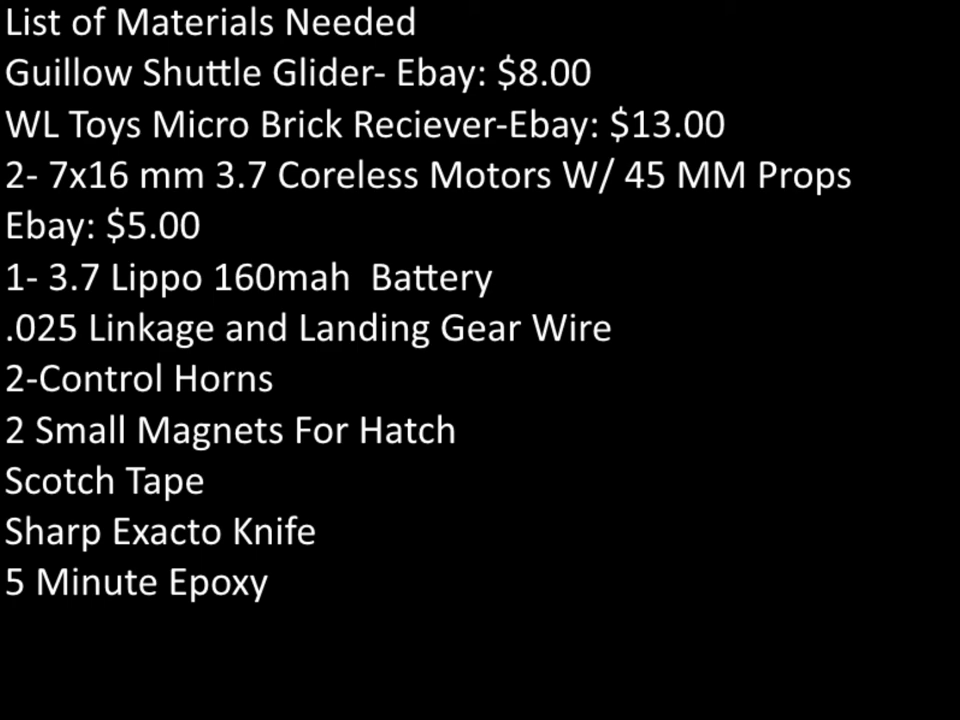 List of Materials Needed
Guillow Shuttle Glider- Ebay: $8.00
WL Toys Micro Brick Reciever-Ebay: $13.00
2- 7x16 mm 3.7 Coreless Motors W/ 45 MM Props
Ebay: $5.00
1- 3.7 Lippo 160mah  Battery
.025 Linkage and Landing Gear Wire
2-Control Horns
2 Small Magnets For Hatch
Scotch Tape
Sharp Exacto Knife
5 Minute Epoxy